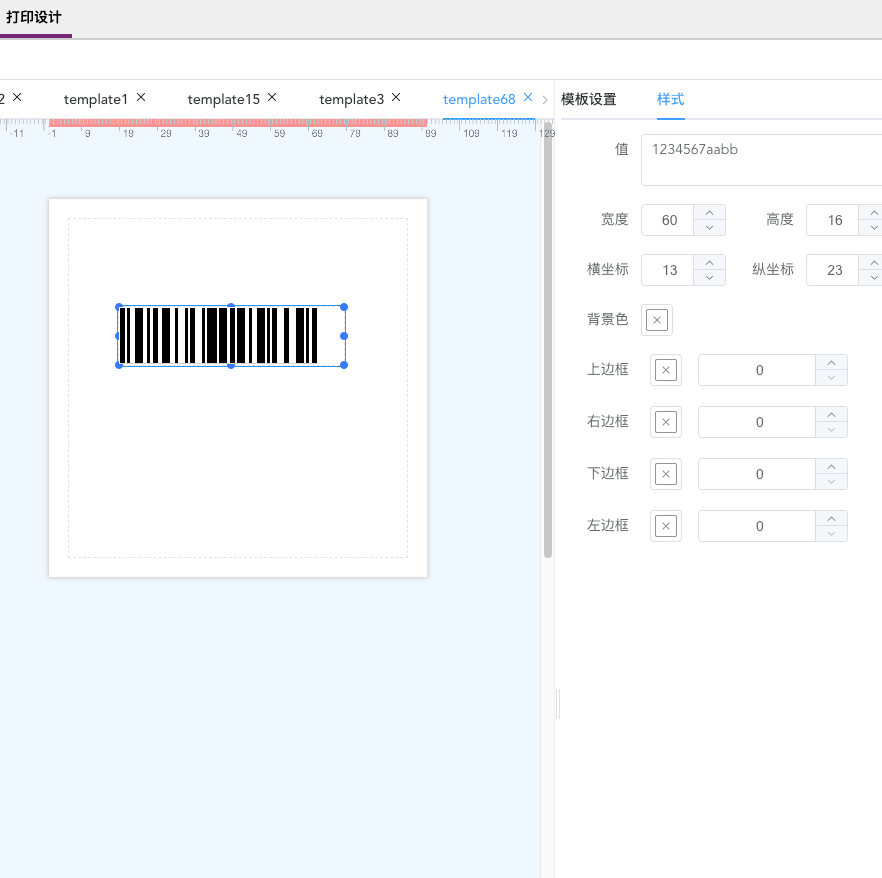 打印设计
2 template1 template15 template3 template68 模板设置 样式
-11 -1 9 19 29 39 49 59 69 79 89 99 109 119 129
值 1234567aabb
宽度 60 高度 16
横坐标 13 纵坐标 23
背景色
上边框 0
右边框 0
下边框 0
左边框 0